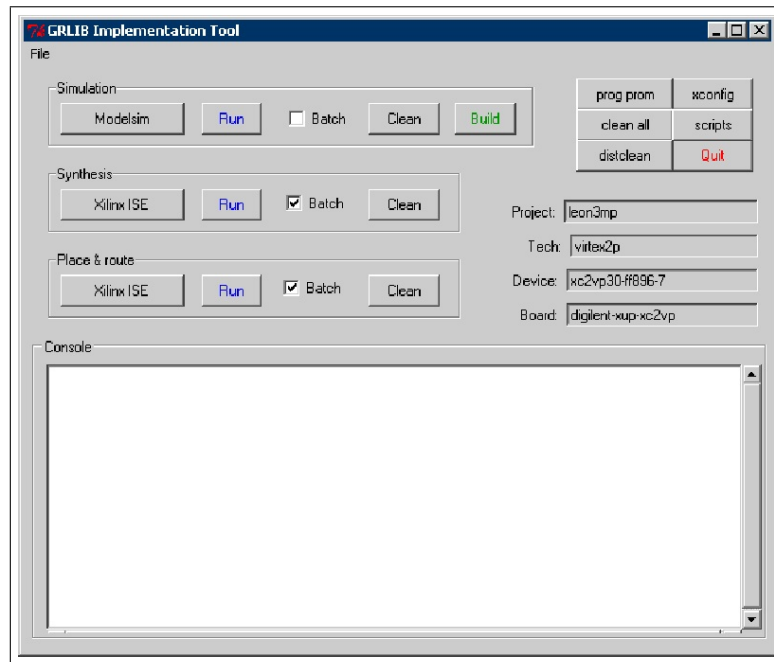 GRLIB Implementation Tool
File
Simulation
Modelsim Run Batch Clean Build
prog prom xconfig
clean all scripts
distclean Quit
Synthesis
Xilinx ISE Run Batch Clean
Place & route
Xilinx ISE Run Batch Clean
Project: leon3mp
Tech: virtex2p
Device: xc2vp30-ff896-7
Board: digilent-xup-xc2vp
Console